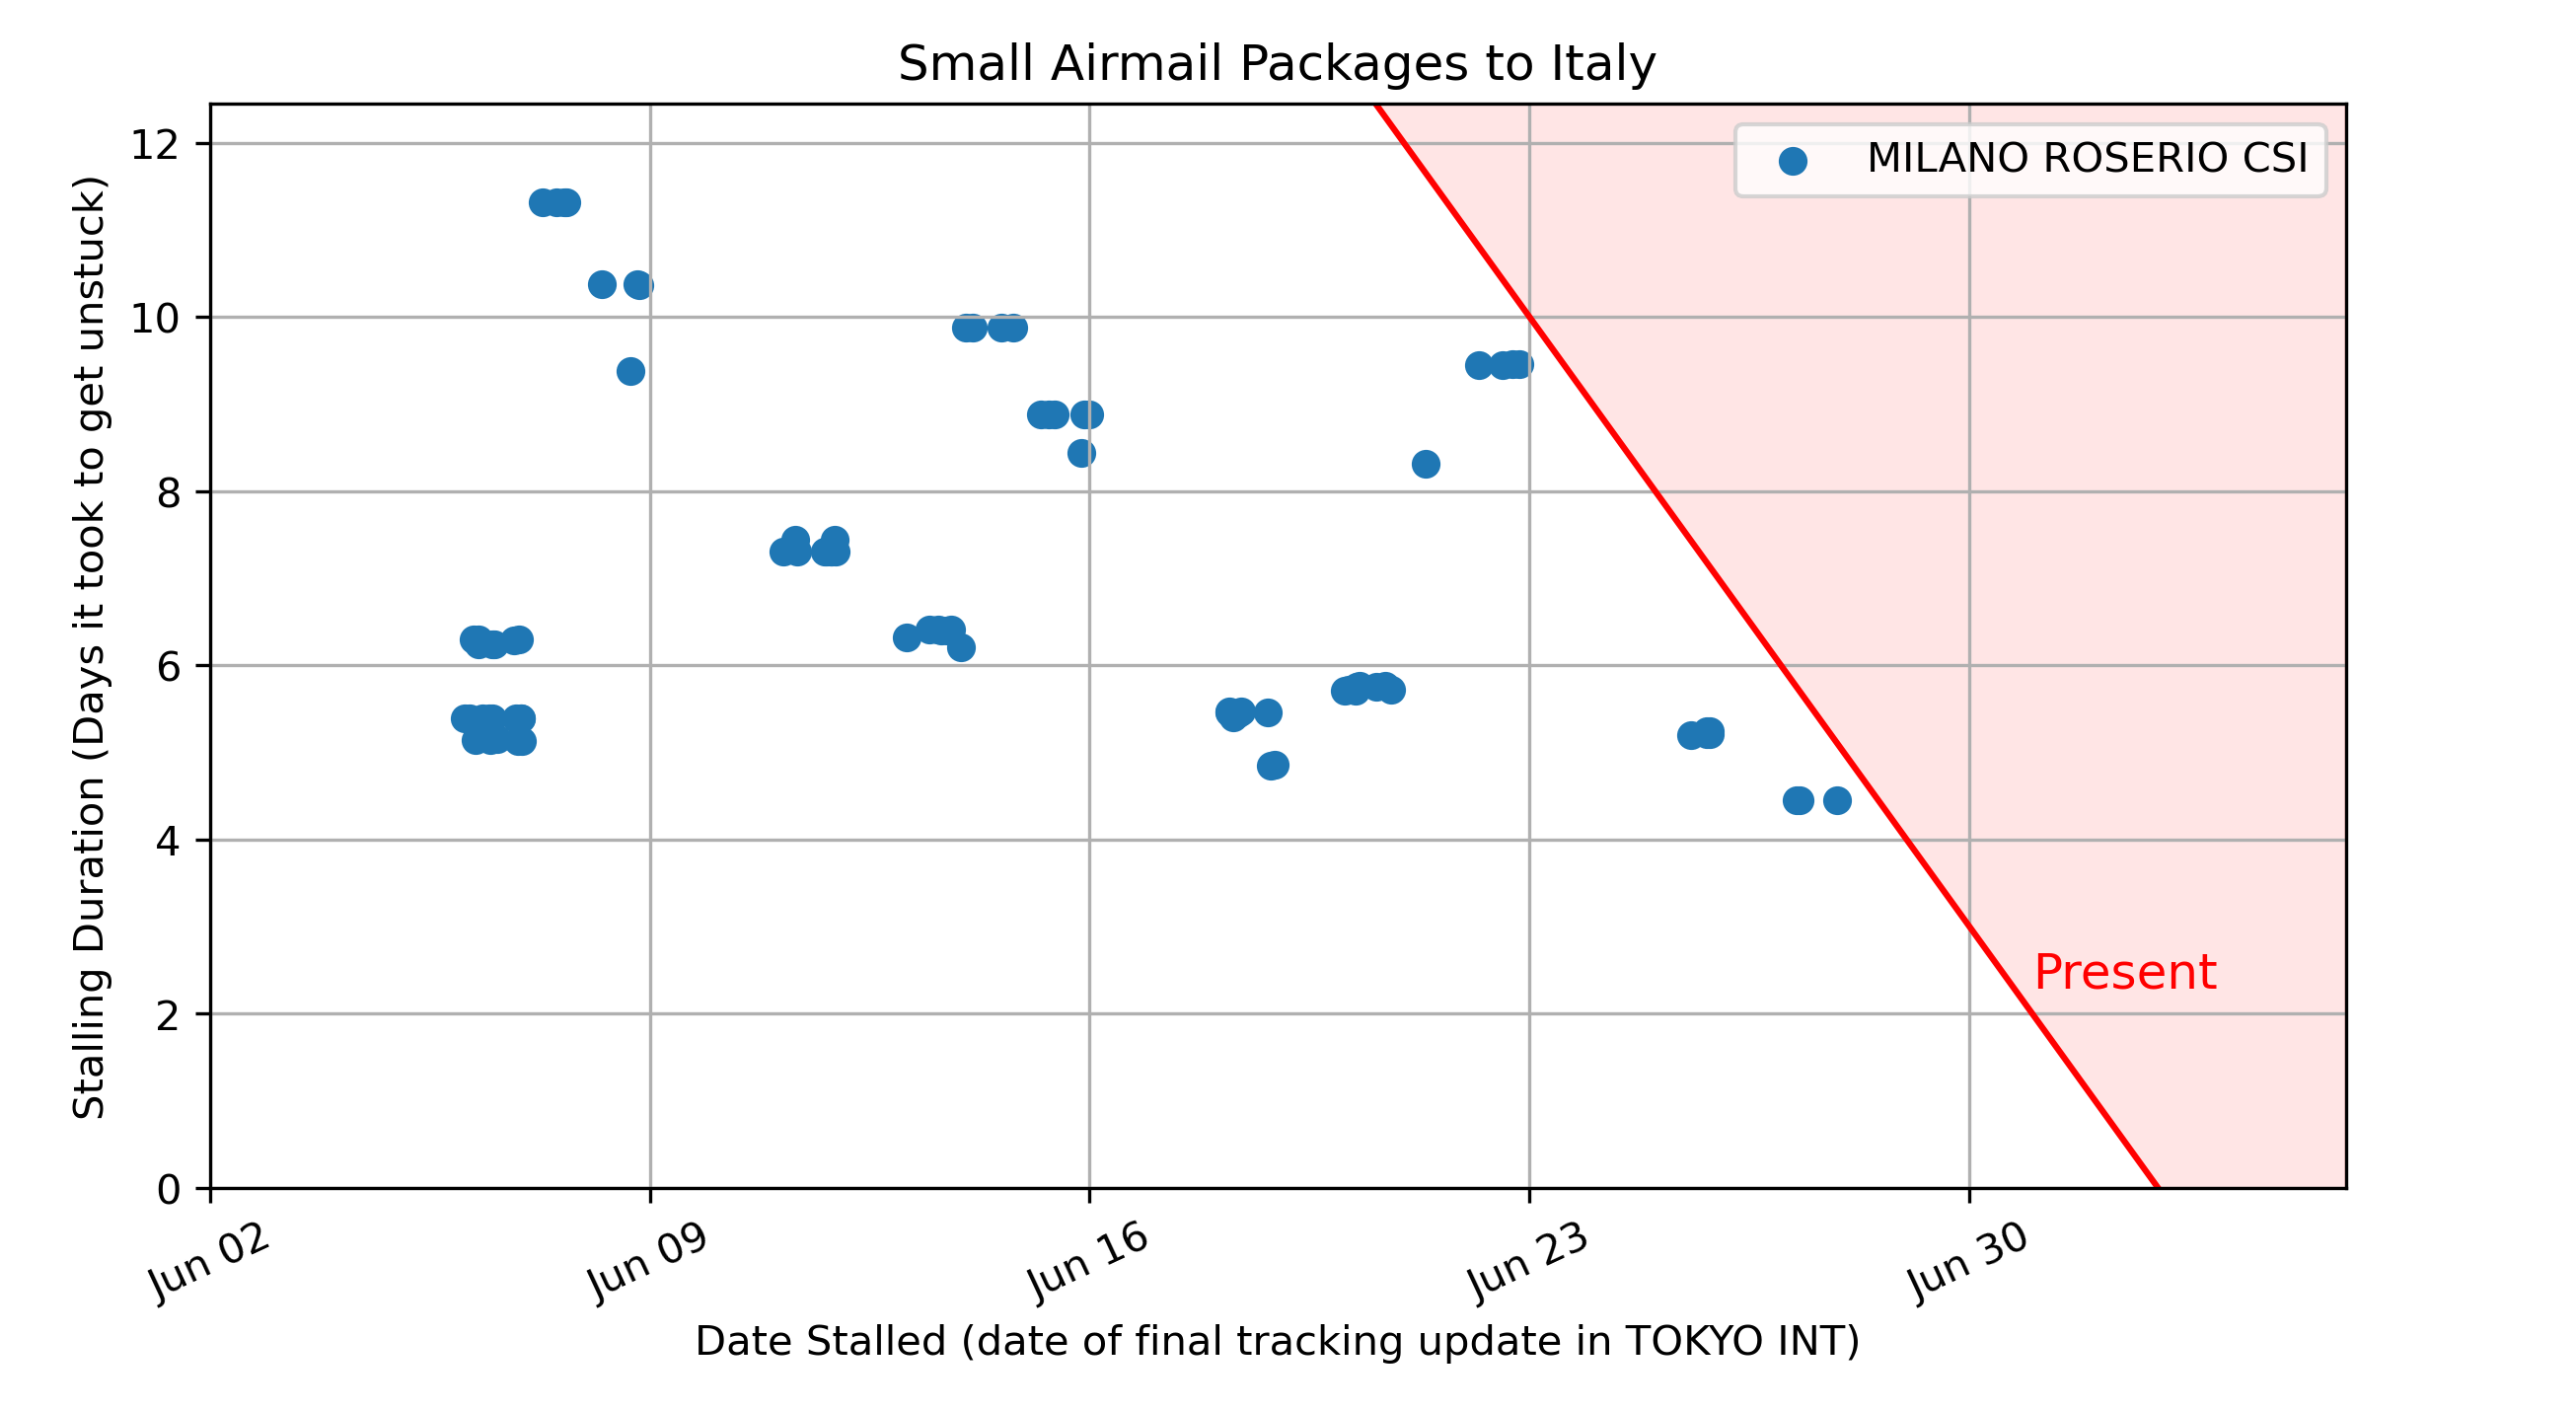 Small Airmail Packages to Italy
MILANO ROSERIO CSI
Stalling Duration (Days it took to get unstuck)
12
10
8
6
4
2
0
Present
Jun 02
Jun 09
Jun 16
Jun 23
Jun 30
Date Stalled (date of final tracking update in TOKYO INT)